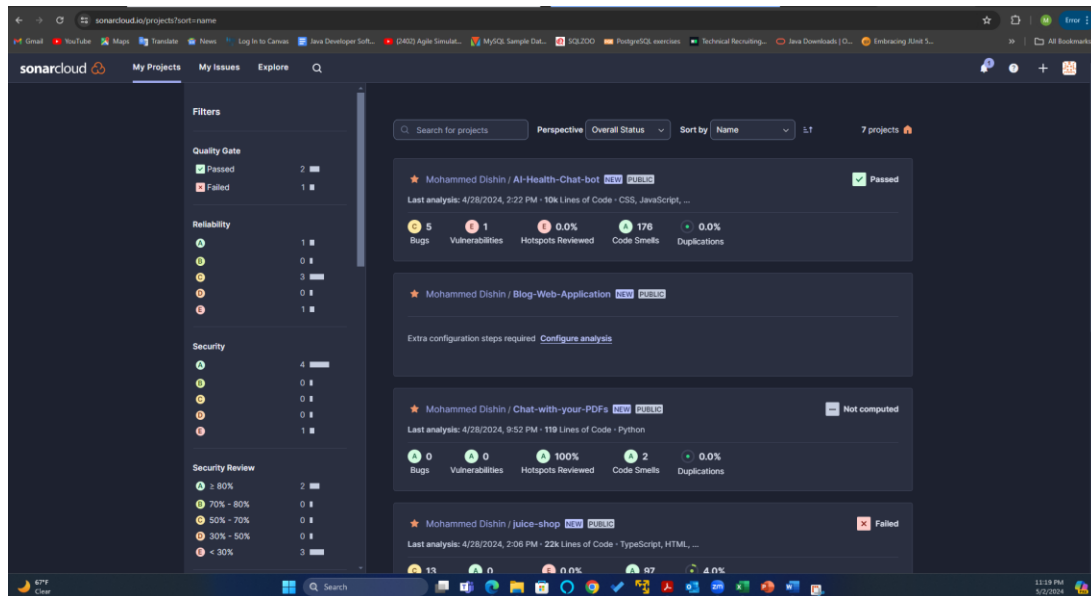 sonarcloud.io/projects?sort=name
Error
Gmail YouTube Maps Translate News Log In to Canvas Java Developer Soft... (2402) Agile Simulat... MySQL Sample Dat... SQLZOO PostgreSQL exercises Technical Recruiting... Java Downloads | O... Embracing JUnit 5... » All Bookmarks
sonarcloud My Projects My Issues Explore
Filters
Quality Gate
Passed 2
Failed 1
Reliability
A 1
B 0
C 3
D 0
E 1
Security
A 4
B 0
C 0
D 0
E 1
Security Review
A ≥ 80% 2
B 70% - 80% 0
C 50% - 70% 0
D 30% - 50% 0
E < 30% 3
Search for projects Perspective Overall Status Sort by Name 7 projects
Mohammed Dishin / AI-Health-Chat-bot NEW PUBLIC Passed
Last analysis: 4/28/2024, 2:22 PM • 10k Lines of Code • CSS, JavaScript, ...
C 5 E 1 E 0.0% A 176 0.0%
Bugs Vulnerabilities Hotspots Reviewed Code Smells Duplications
Mohammed Dishin / Blog-Web-Application NEW PUBLIC
Extra configuration steps required Configure analysis
Mohammed Dishin / Chat-with-your-PDFs NEW PUBLIC Not computed
Last analysis: 4/28/2024, 9:52 PM • 119 Lines of Code • Python
A 0 A 0 A 100% A 2 0.0%
Bugs Vulnerabilities Hotspots Reviewed Code Smells Duplications
Mohammed Dishin / juice-shop NEW PUBLIC Failed
Last analysis: 4/28/2024, 2:06 PM • 22k Lines of Code • TypeScript, HTML, ...
C 13 A 0 E 0.0% A 97 4.0%
67°F
Clear
Search
11:19 PM
5/2/2024